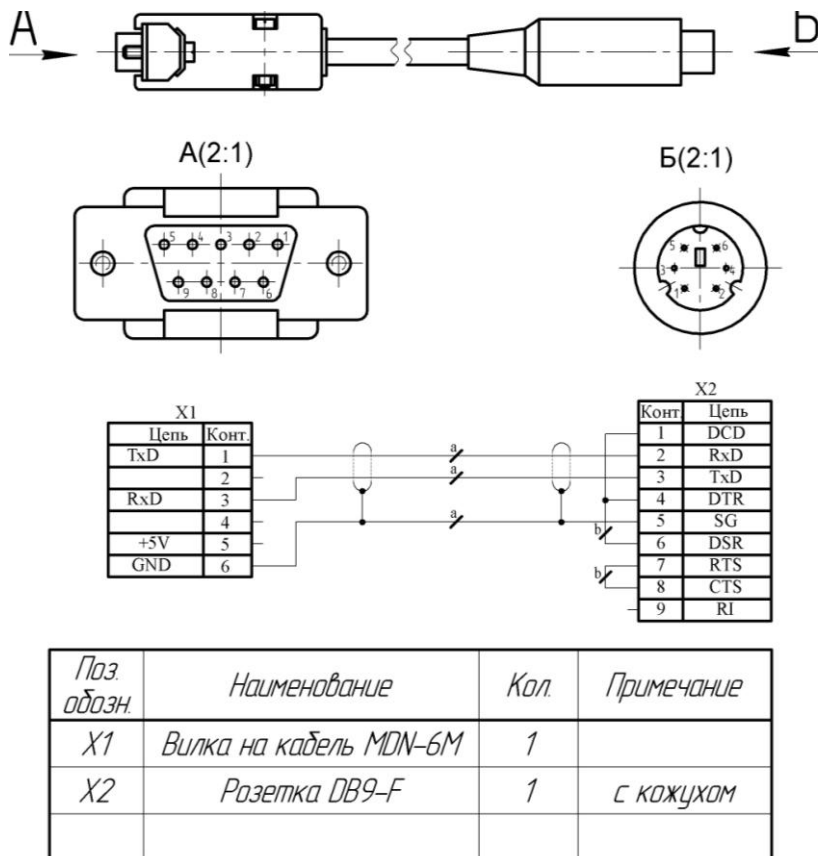 А Б
А(2:1) Б(2:1)
5 4 3 2 1
9 8 7 6
5 6
3 4
1 2
X1
Цепь Конт.
TxD 1
2
RxD 3
4
+5V 5
GND 6
a
a
a
b
b
X2
Конт. Цепь
1 DCD
2 RxD
3 TxD
4 DTR
5 SG
6 DSR
7 RTS
8 CTS
9 RI
Поз. обозн. Наименование Кол. Примечание
X1 Вилка на кабель MDN-6M 1
X2 Розетка DB9-F 1 с кожухом